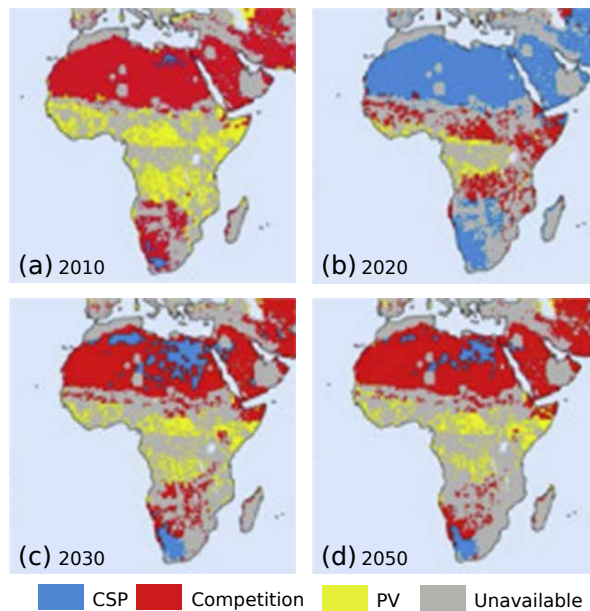 (a) 2010
(b) 2020
(c) 2030
(d) 2050
CSP Competition PV Unavailable